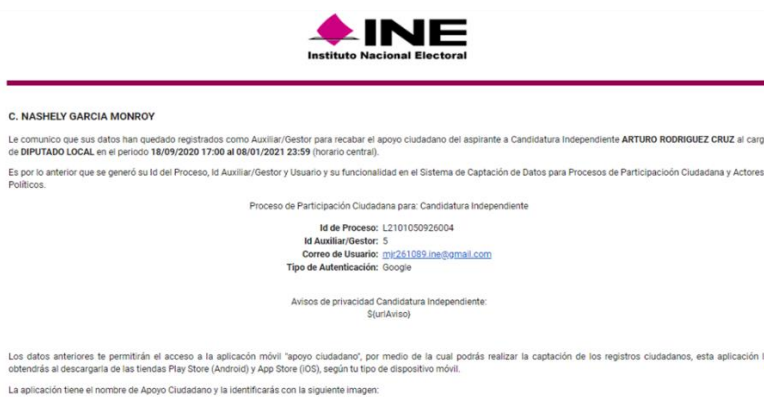 INE
Instituto Nacional Electoral
C. NASHELY GARCIA MONROY
Le comunico que sus datos han quedado registrados como Auxiliar/Gestor para recabar el apoyo ciudadano del aspirante a Candidatura Independiente ARTURO RODRIGUEZ CRUZ al carg
de DIPUTADO LOCAL en el periodo 18/09/2020 17:00 al 08/01/2021 23:59 (horario central).
Es por lo anterior que se generó su Id del Proceso, Id Auxiliar/Gestor y Usuario y su funcionalidad en el Sistema de Captación de Datos para Procesos de Participacioón Ciudadana y Actores
Políticos.
Proceso de Participación Ciudadana para: Candidatura Independiente
Id de Proceso: L2101050926004
Id Auxiliar/Gestor: 5
Correo de Usuario: mjr261089.ine@gmail.com
Tipo de Autenticación: Google
Avisos de privacidad Candidatura Independiente:
${urlAviso}
Los datos anteriores te permitirán el acceso a la aplicacón móvil "apoyo ciudadano", por medio de la cual podrás realizar la captación de los registros ciudadanos, esta aplicación l
obtendrás al descargarla de las tiendas Play Store (Android) y App Store (iOS), según tu tipo de dispositivo móvil.
La aplicación tiene el nombre de Apoyo Ciudadano y la identificarás con la siguiente imagen: